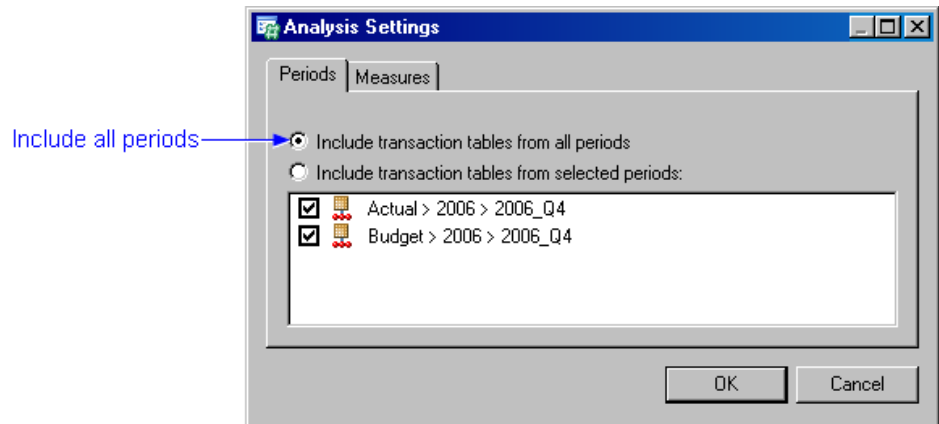 Analysis Settings
Periods
Measures
Include all periods
Include transaction tables from all periods
Include transaction tables from selected periods:
Actual > 2006 > 2006_Q4
Budget > 2006 > 2006_Q4
OK
Cancel